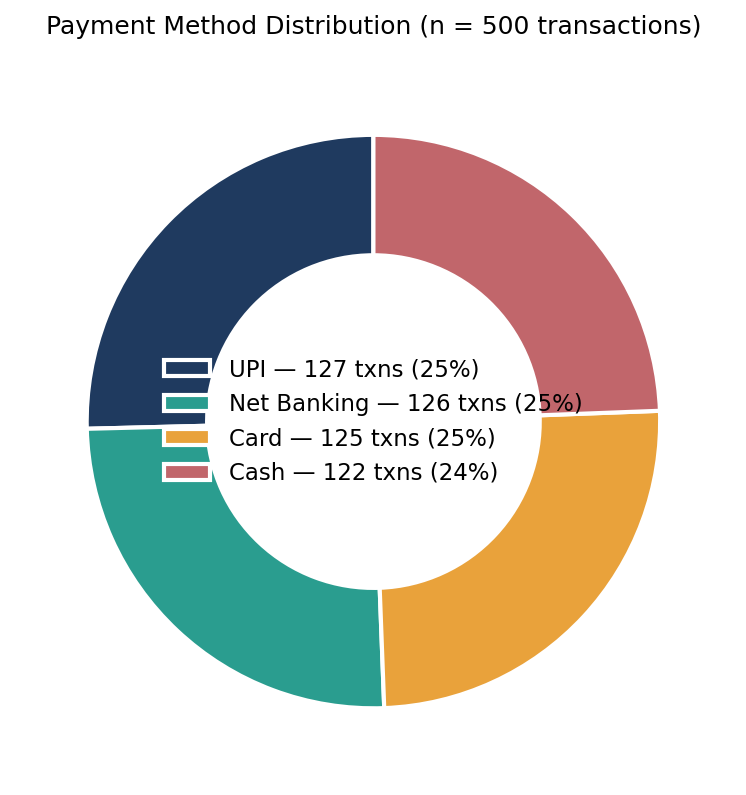 Payment Method Distribution (n = 500 transactions)
UPI — 127 txns (25%)
Net Banking — 126 txns (25%)
Card — 125 txns (25%)
Cash — 122 txns (24%)